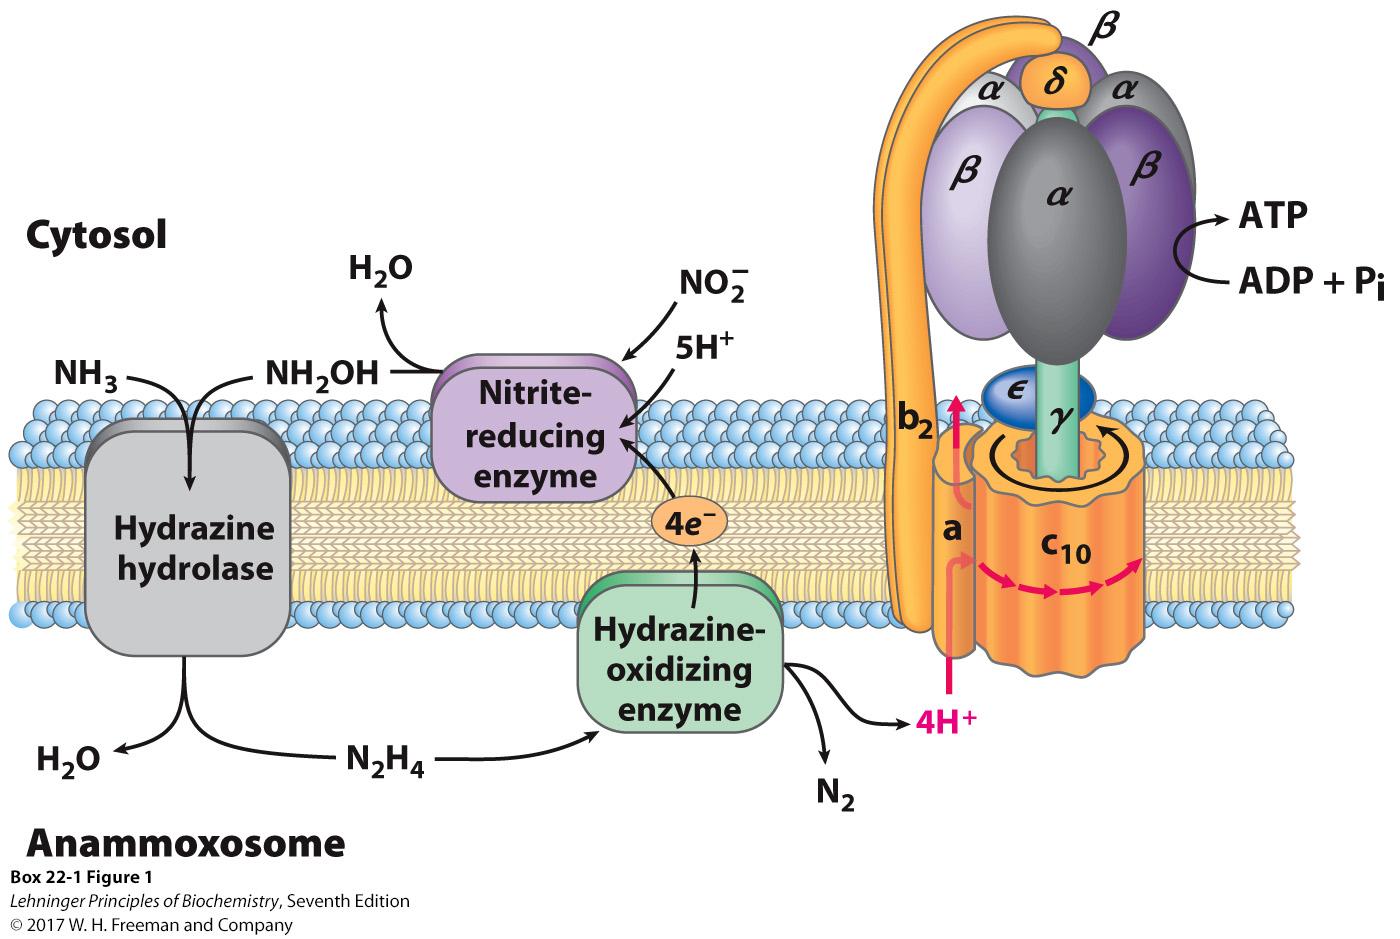 β
δ
α
α
β
β
α
Cytosol
ATP
ADP + Pi
H₂O
NO₂⁻
5H⁺
NH₃
NH₂OH
Nitrite-
reducing
enzyme
ϵ
γ
b₂
Hydrazine
hydrolase
4e⁻
a
c₁₀
Hydrazine-
oxidizing
enzyme
4H⁺
H₂O
N₂H₄
N₂
Anammoxosome
Box 22-1 Figure 1
Lehninger Principles of Biochemistry, Seventh Edition
© 2017 W. H. Freeman and Company